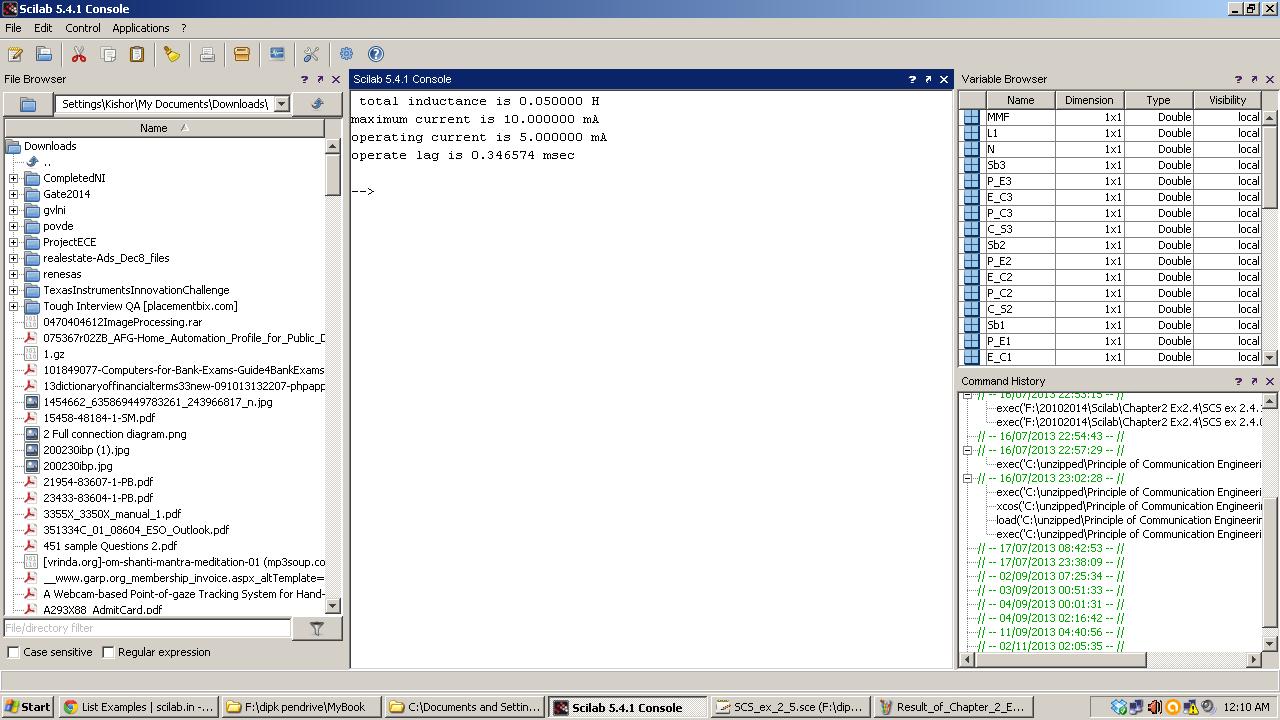 Scilab 5.4.1 Console
File Edit Control Applications ?
File Browser
Settings\Kishor\My Documents\Downloads\
Name
Downloads
..
CompletedNI
Gate2014
gvlni
povde
ProjectECE
realestate-Ads_Dec8_files
renesas
TexasInstrumentsInnovationChallenge
Tough Interview QA [placementbix.com]
0470404612ImageProcessing.rar
075367r02ZB_AFG-Home_Automation_Profile_for_Public_D
1.gz
101849077-Computers-for-Bank-Exams-Guide4BankExams
13dictionaryoffinancialterms33new-091013132207-phpapp
1454662_635869449783261_243966817_n.jpg
15458-48184-1-SM.pdf
2 Full connection diagram.png
200230ibp (1).jpg
200230ibp.jpg
21954-83607-1-PB.pdf
23433-83604-1-PB.pdf
3355X_3350X_manual_1.pdf
351334C_01_08604_ESO_Outlook.pdf
451 sample Questions 2.pdf
[vrinda.org]-om-shanti-mantra-meditation-01 (mp3soup.co
__www.garp.org_membership_invoice.aspx_altTemplate=
A Webcam-based Point-of-gaze Tracking System for Hand-
A293X88_AdmitCard.pdf
File/directory filter
Case sensitive Regular expression
Scilab 5.4.1 Console
total inductance is 0.050000 H
maximum current is 10.000000 mA
operating current is 5.000000 mA
operate lag is 0.346574 msec
-->
Variable Browser
Name Dimension Type Visibility
MMF 1x1 Double local
L1 1x1 Double local
N 1x1 Double local
Sb3 1x1 Double local
P_E3 1x1 Double local
E_C3 1x1 Double local
P_C3 1x1 Double local
C_S3 1x1 Double local
Sb2 1x1 Double local
P_E2 1x1 Double local
E_C2 1x1 Double local
P_C2 1x1 Double local
C_S2 1x1 Double local
Sb1 1x1 Double local
P_E1 1x1 Double local
E_C1 1x1 Double local
Command History
// -- 16/07/2013 22:53:15 -- //
exec('F:\20102014\Scilab\Chapter2 Ex2.4\SCS ex 2.4.
exec('F:\20102014\Scilab\Chapter2 Ex2.4\SCS ex 2.4.
// -- 16/07/2013 22:54:43 -- //
// -- 16/07/2013 22:57:29 -- //
exec('C:\unzipped\Principle of Communication Engineeri
// -- 16/07/2013 23:02:28 -- //
exec('C:\unzipped\Principle of Communication Engineeri
xcos('C:\unzipped\Principle of Communication Engineeri
load('C:\unzipped\Principle of Communication Engineeri
exec('C:\unzipped\Principle of Communication Engineeri
// -- 17/07/2013 08:42:53 -- //
// -- 17/07/2013 23:38:09 -- //
// -- 02/09/2013 07:25:34 -- //
// -- 03/09/2013 00:51:33 -- //
// -- 04/09/2013 00:01:31 -- //
// -- 04/09/2013 02:16:42 -- //
// -- 11/09/2013 04:40:56 -- //
// -- 02/11/2013 02:05:35 -- //
Start List Examples | scilab.in -... F:\dipk pendrive\MyBook C:\Documents and Settin... Scilab 5.4.1 Console SCS_ex_2_5.sce (F:\dip... Result_of_Chapter_2_E... 12:10 AM